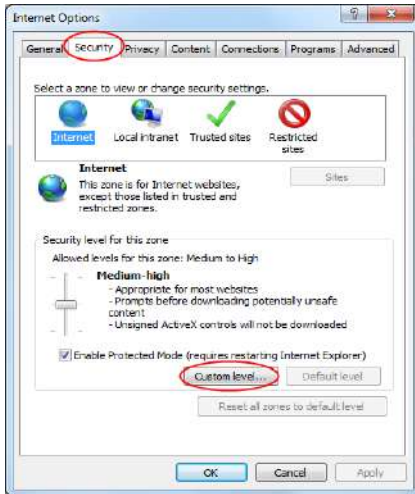 Internet Options
General Security Privacy Content Connections Programs Advanced
Select a zone to view or change security settings.
Internet Local intranet Trusted sites Restricted
sites
Internet
This zone is for Internet websites,
except those listed in trusted and
restricted zones.
Sites
Security level for this zone
Allowed levels for this zone: Medium to High
Medium-high
- Appropriate for most websites
- Prompts before downloading potentially unsafe
content
- Unsigned ActiveX controls will not be downloaded
Enable Protected Mode (requires restarting Internet Explorer)
Custom level... Default level
Reset all zones to default level
OK Cancel Apply